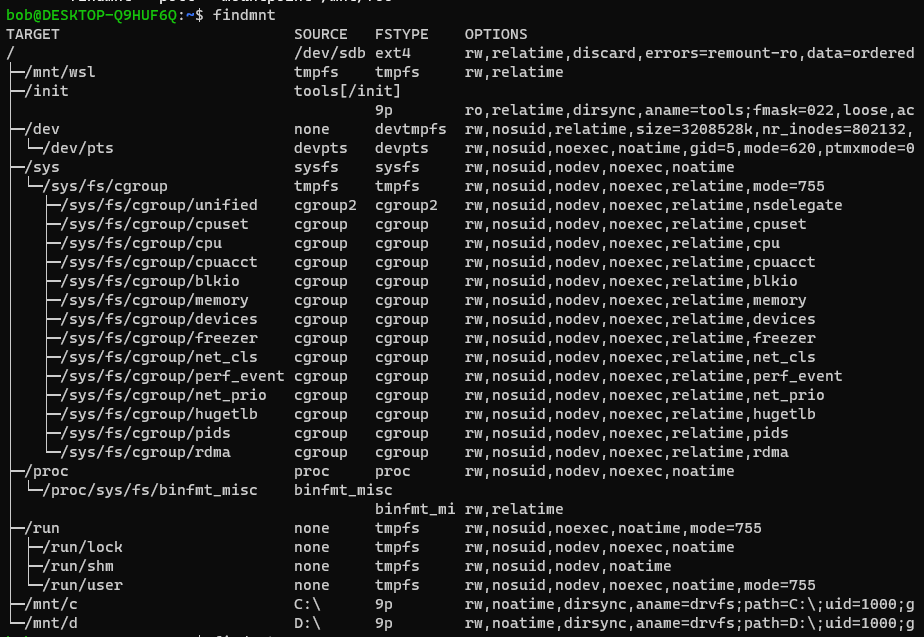 bob@DESKTOP-Q9HUF6Q:~$ findmnt
TARGET SOURCE FSTYPE OPTIONS
/ /dev/sdb ext4 rw,relatime,discard,errors=remount-ro,data=ordered
├─/mnt/wsl tmpfs tmpfs rw,relatime
├─/init tools[/init]
9p ro,relatime,dirsync,aname=tools;fmask=022,loose,ac
├─/dev none devtmpfs rw,nosuid,relatime,size=3208528k,nr_inodes=802132,
│ └─/dev/pts devpts devpts rw,nosuid,noexec,noatime,gid=5,mode=620,ptmxmode=0
├─/sys sysfs sysfs rw,nosuid,nodev,noexec,noatime
│ └─/sys/fs/cgroup tmpfs tmpfs rw,nosuid,nodev,noexec,relatime,mode=755
│ ├─/sys/fs/cgroup/unified cgroup2 cgroup2 rw,nosuid,nodev,noexec,relatime,nsdelegate
│ ├─/sys/fs/cgroup/cpuset cgroup cgroup rw,nosuid,nodev,noexec,relatime,cpuset
│ ├─/sys/fs/cgroup/cpu cgroup cgroup rw,nosuid,nodev,noexec,relatime,cpu
│ ├─/sys/fs/cgroup/cpuacct cgroup cgroup rw,nosuid,nodev,noexec,relatime,cpuacct
│ ├─/sys/fs/cgroup/blkio cgroup cgroup rw,nosuid,nodev,noexec,relatime,blkio
│ ├─/sys/fs/cgroup/memory cgroup cgroup rw,nosuid,nodev,noexec,relatime,memory
│ ├─/sys/fs/cgroup/devices cgroup cgroup rw,nosuid,nodev,noexec,relatime,devices
│ ├─/sys/fs/cgroup/freezer cgroup cgroup rw,nosuid,nodev,noexec,relatime,freezer
│ ├─/sys/fs/cgroup/net_cls cgroup cgroup rw,nosuid,nodev,noexec,relatime,net_cls
│ ├─/sys/fs/cgroup/perf_event cgroup cgroup rw,nosuid,nodev,noexec,relatime,perf_event
│ ├─/sys/fs/cgroup/net_prio cgroup cgroup rw,nosuid,nodev,noexec,relatime,net_prio
│ ├─/sys/fs/cgroup/hugetlb cgroup cgroup rw,nosuid,nodev,noexec,relatime,hugetlb
│ ├─/sys/fs/cgroup/pids cgroup cgroup rw,nosuid,nodev,noexec,relatime,pids
│ └─/sys/fs/cgroup/rdma cgroup cgroup rw,nosuid,nodev,noexec,relatime,rdma
├─/proc proc proc rw,nosuid,nodev,noexec,noatime
│ └─/proc/sys/fs/binfmt_misc binfmt_misc
binfmt_mi rw,relatime
├─/run none tmpfs rw,nosuid,noexec,noatime,mode=755
│ ├─/run/lock none tmpfs rw,nosuid,nodev,noexec,noatime
│ ├─/run/shm none tmpfs rw,nosuid,nodev,noatime
│ └─/run/user none tmpfs rw,nosuid,nodev,noexec,noatime,mode=755
├─/mnt/c C:\ 9p rw,noatime,dirsync,aname=drvfs;path=C:\;uid=1000;g
└─/mnt/d D:\ 9p rw,noatime,dirsync,aname=drvfs;path=D:\;uid=1000;g